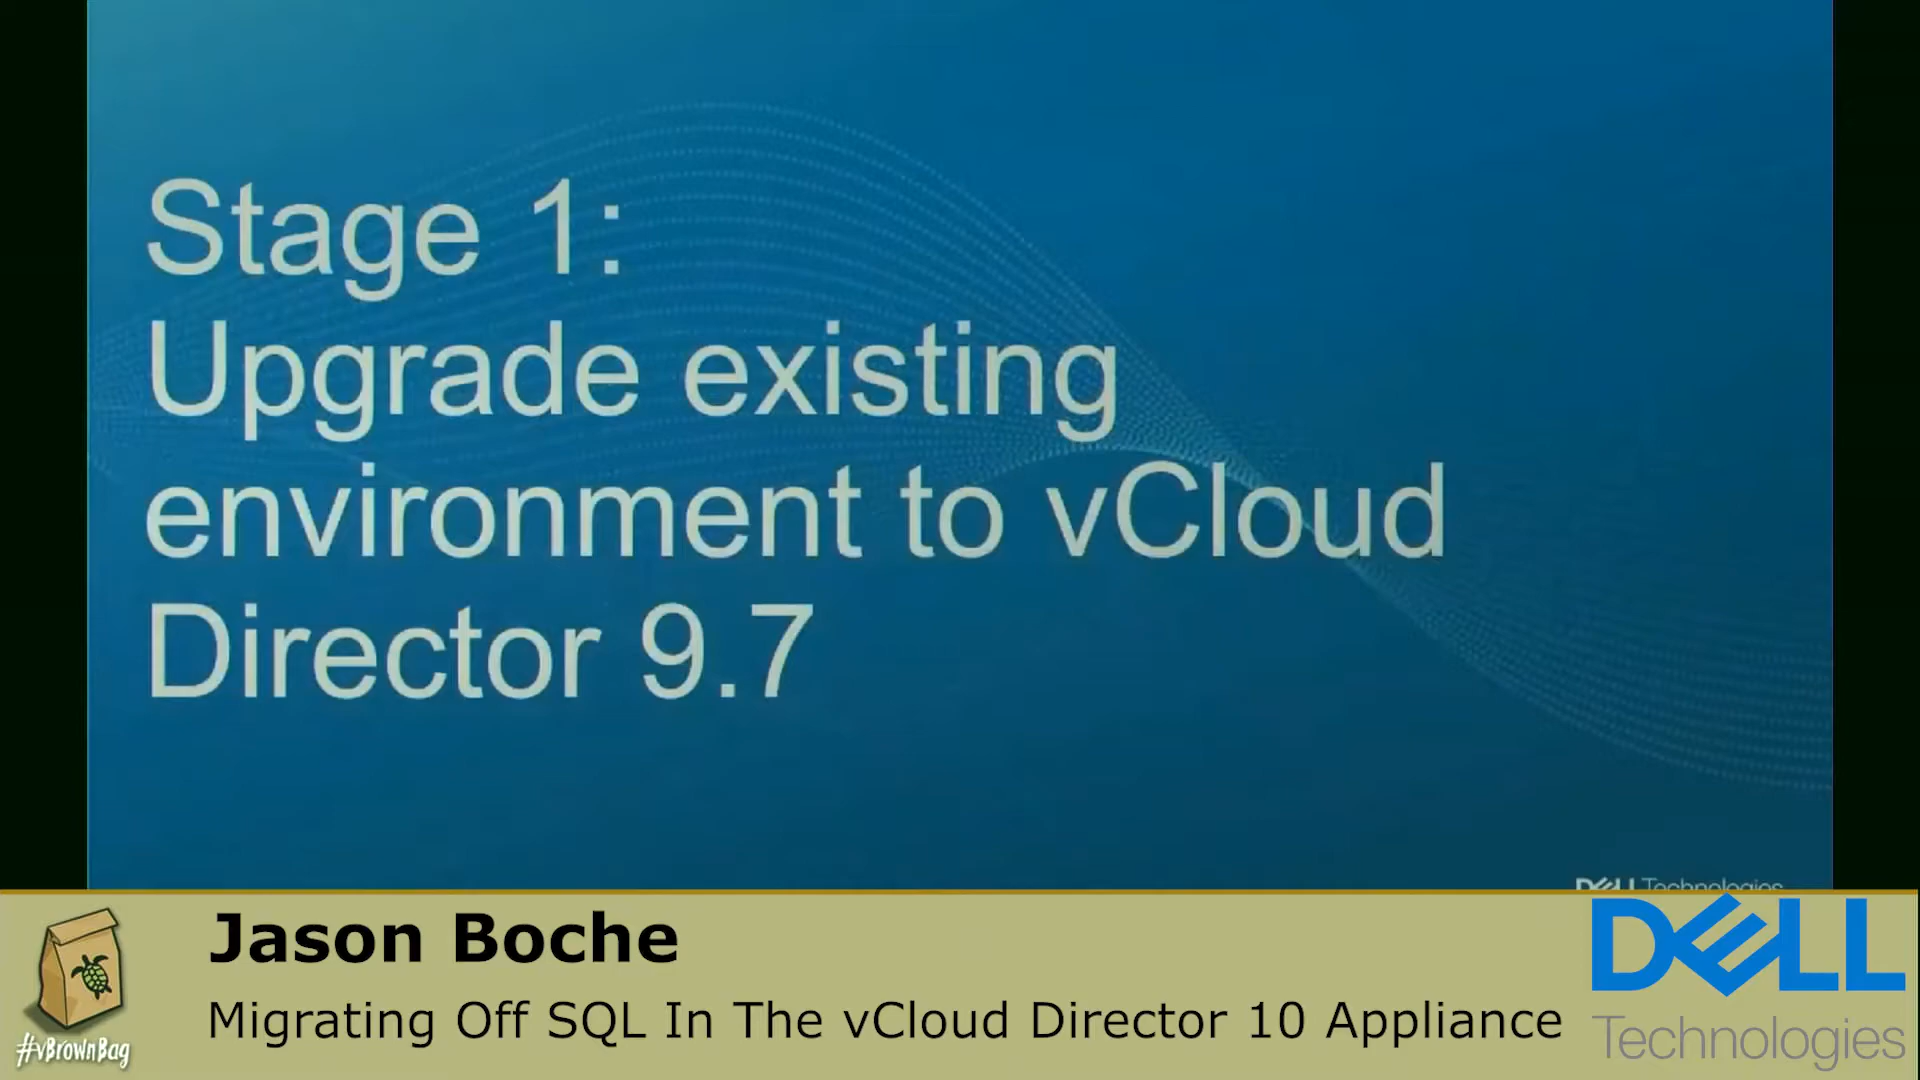 Stage 1:
Upgrade existing
environment to vCloud
Director 9.7
DELL Technologies
Jason Boche
Migrating Off SQL In The vCloud Director 10 Appliance
#vBrownBag
DELL
Technologies